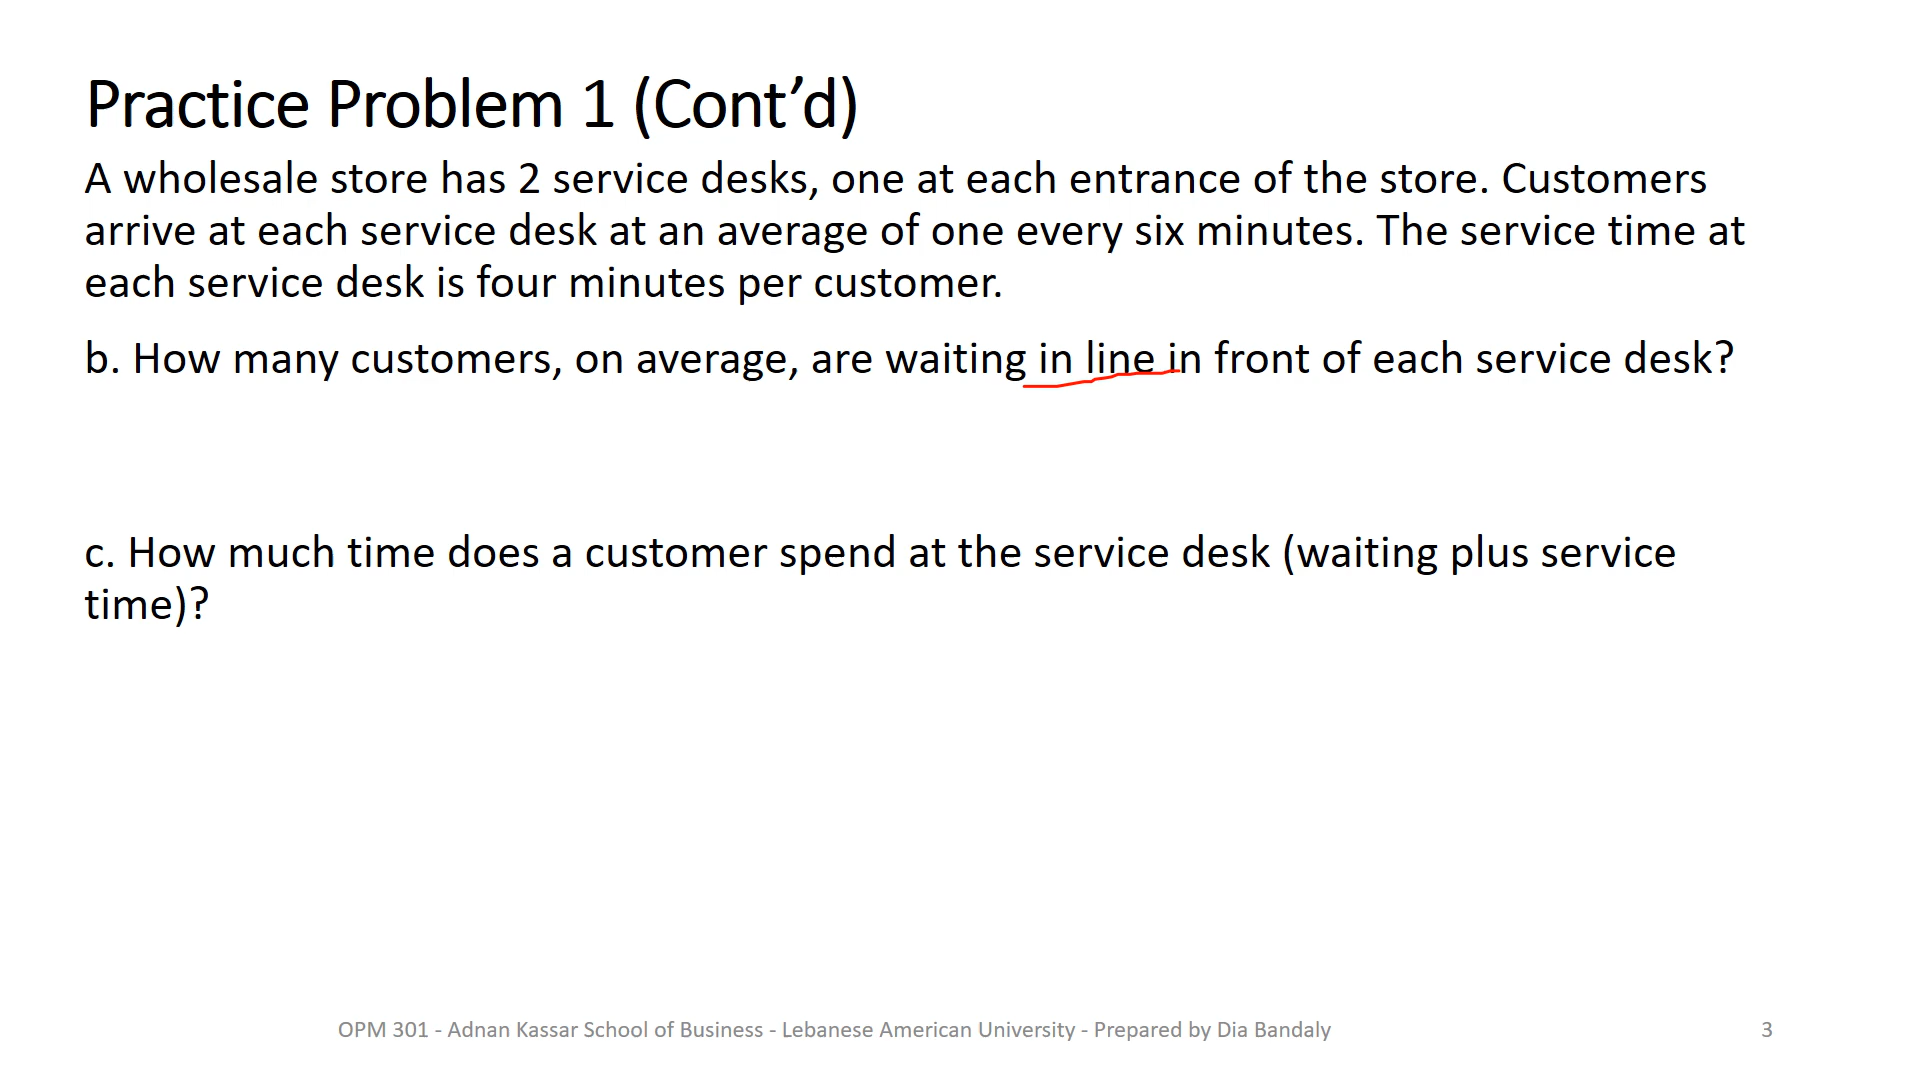 Practice Problem 1 (Cont’d)
A wholesale store has 2 service desks, one at each entrance of the store. Customers
arrive at each service desk at an average of one every six minutes. The service time at
each service desk is four minutes per customer.
b. How many customers, on average, are waiting in line in front of each service desk?
c. How much time does a customer spend at the service desk (waiting plus service
time)?
OPM 301 - Adnan Kassar School of Business - Lebanese American University - Prepared by Dia Bandaly
3